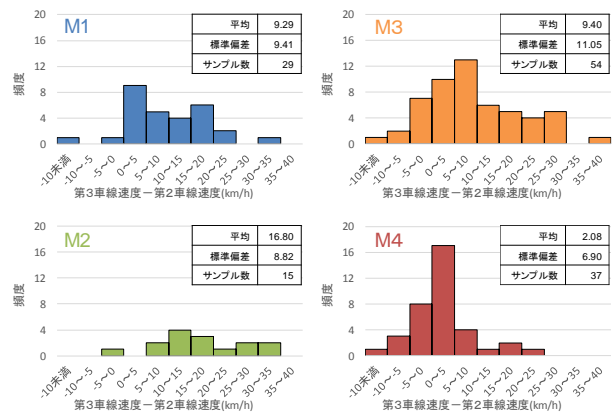 M1
平均 9.29
標準偏差 9.41
サンプル数 29
20
16
12
8
4
0
頻度
-10未満
-10～-5
-5～0
0～5
5～10
10～15
15～20
20～25
25～30
30～35
35～40
第3車線速度－第2車線速度(km/h)
M3
平均 9.40
標準偏差 11.05
サンプル数 54
20
16
12
8
4
0
頻度
-10未満
-10～-5
-5～0
0～5
5～10
10～15
15～20
20～25
25～30
30～35
35～40
第3車線速度－第2車線速度(km/h)
M2
平均 16.80
標準偏差 8.82
サンプル数 15
20
16
12
8
4
0
頻度
-10未満
-10～-5
-5～0
0～5
5～10
10～15
15～20
20～25
25～30
30～35
35～40
第3車線速度－第2車線速度(km/h)
M4
平均 2.08
標準偏差 6.90
サンプル数 37
20
16
12
8
4
0
頻度
-10未満
-10～-5
-5～0
0～5
5～10
10～15
15～20
20～25
25～30
30～35
35～40
第3車線速度－第2車線速度(km/h)